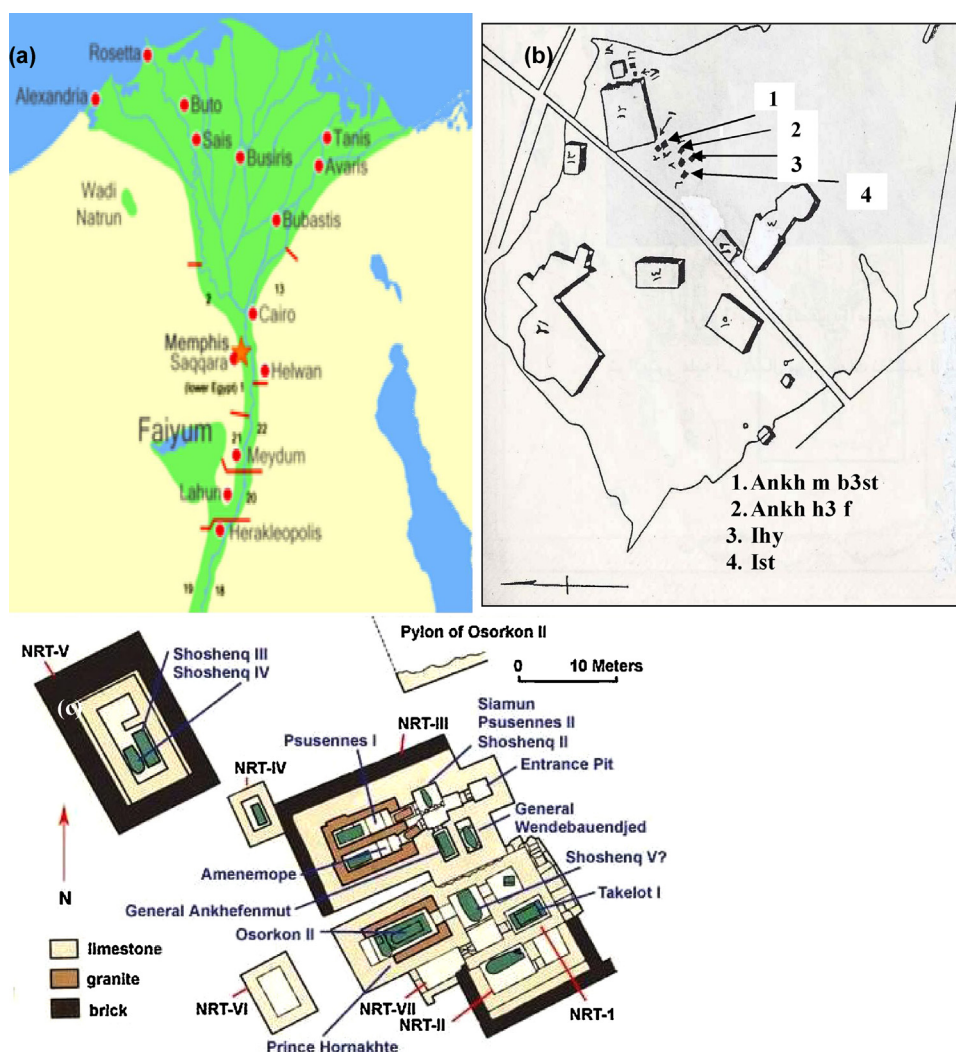 (a)
Rosetta
Alexandria
Buto
Sais
Busiris
Tanis
Avaris
Wadi
Natrun
Bubastis
2
13
Cairo
Memphis
Saqqara
(lower Egypt) 1
Helwan
Faiyum
22
21
Meydum
Lahun
20
Herakleopolis
19
18
(b)
1
2
3
4
1. Ankh m b3st
2. Ankh h3 f
3. Ihy
4. Ist
(c)
NRT-V
Shoshenq III
Shoshenq IV
Pylon of Osorkon II
0 10 Meters
Siamun
Psusennes II
Shoshenq II
NRT-III
Psusennes I
Entrance Pit
NRT-IV
General
Wendebauendjed
Shoshenq V?
N
Amenemope
Takelot I
General Ankhefenmut
Osorkon II
limestone
granite
brick
NRT-VI
NRT-VII
NRT-II
NRT-1
Prince Hornakhte